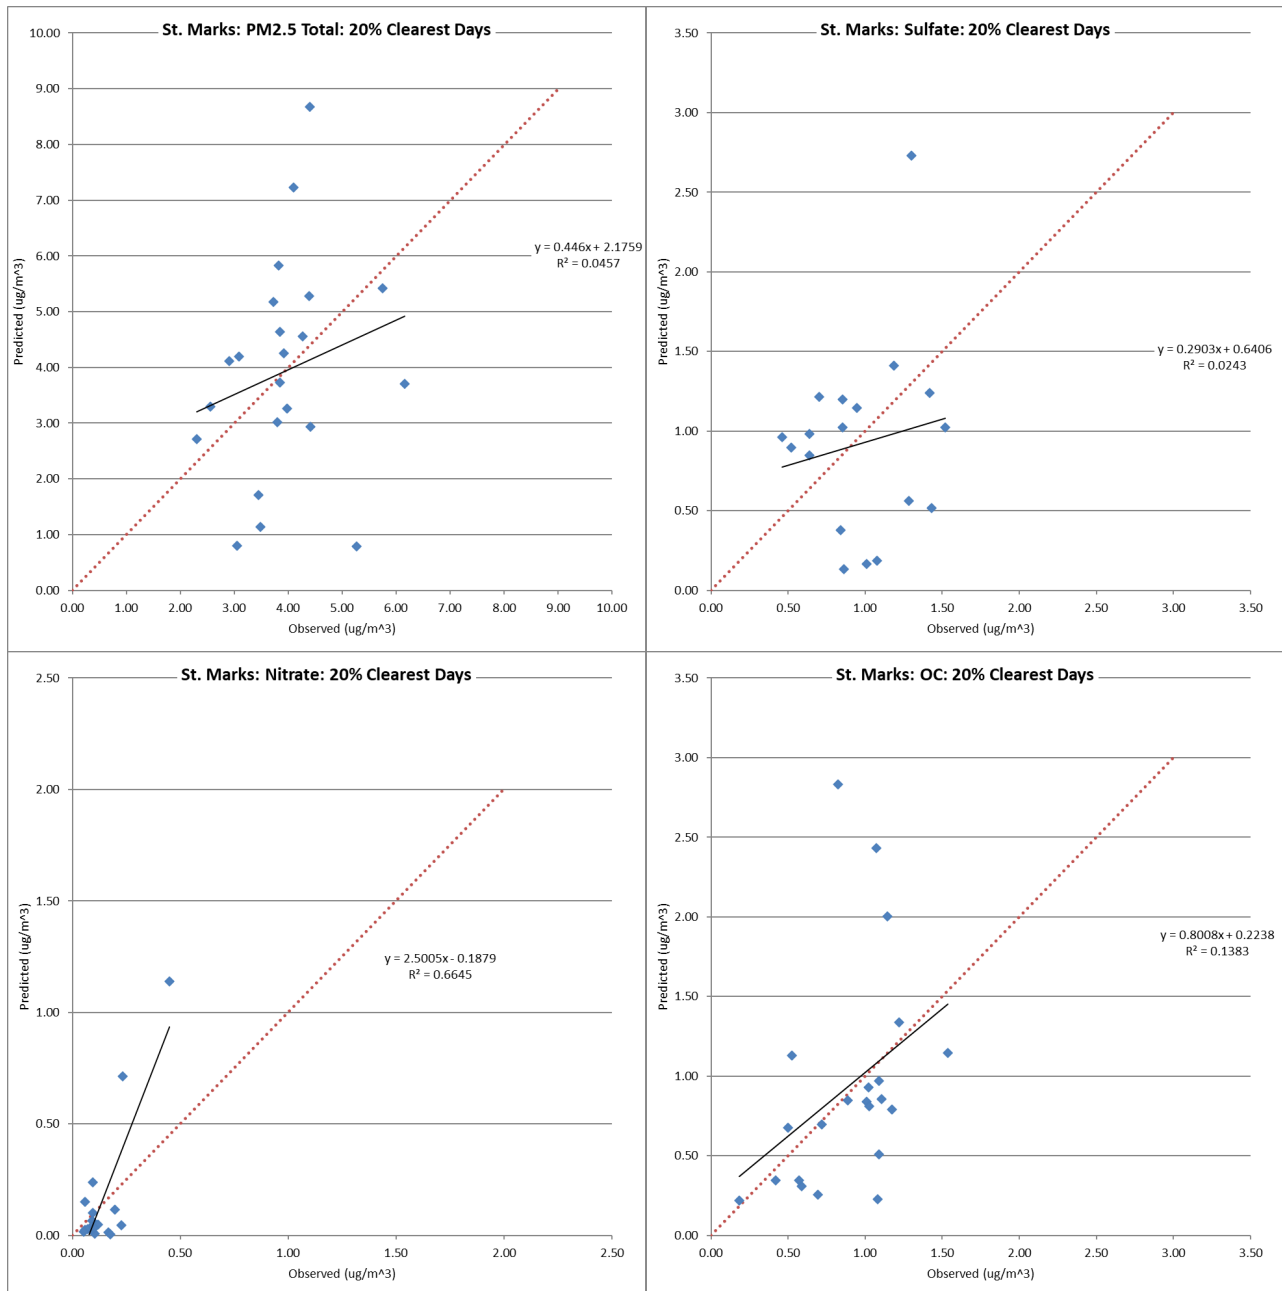 St. Marks: PM2.5 Total: 20% Clearest Days
10.00
9.00
8.00
7.00
6.00
5.00
4.00
3.00
2.00
1.00
0.00
Predicted (ug/m^3)
y = 0.446x + 2.1759
R² = 0.0457
0.00 1.00 2.00 3.00 4.00 5.00 6.00 7.00 8.00 9.00 10.00
Observed (ug/m^3)
St. Marks: Sulfate: 20% Clearest Days
3.50
3.00
2.50
2.00
1.50
1.00
0.50
0.00
Predicted (ug/m^3)
y = 0.2903x + 0.6406
R² = 0.0243
0.00 0.50 1.00 1.50 2.00 2.50 3.00 3.50
Observed (ug/m^3)
St. Marks: Nitrate: 20% Clearest Days
2.50
2.00
1.50
1.00
0.50
0.00
Predicted (ug/m^3)
y = 2.5005x - 0.1879
R² = 0.6645
0.00 0.50 1.00 1.50 2.00 2.50
Observed (ug/m^3)
St. Marks: OC: 20% Clearest Days
3.50
3.00
2.50
2.00
1.50
1.00
0.50
0.00
Predicted (ug/m^3)
y = 0.8008x + 0.2238
R² = 0.1383
0.00 0.50 1.00 1.50 2.00 2.50 3.00 3.50
Observed (ug/m^3)